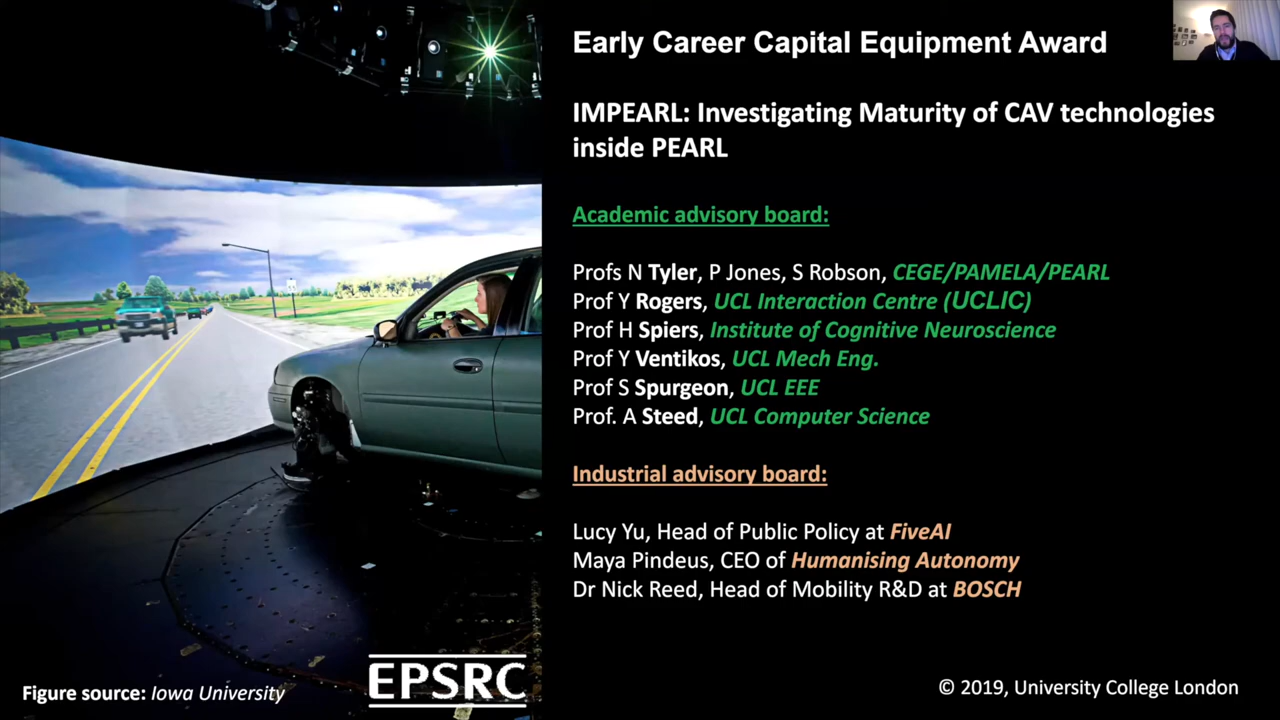 Early Career Capital Equipment Award
IMPEARL: Investigating Maturity of CAV technologies
inside PEARL
Academic advisory board:
Profs N Tyler, P Jones, S Robson, CEGE/PAMELA/PEARL
Prof Y Rogers, UCL Interaction Centre (UCLIC)
Prof H Spiers, Institute of Cognitive Neuroscience
Prof Y Ventikos, UCL Mech Eng.
Prof S Spurgeon, UCL EEE
Prof. A Steed, UCL Computer Science
Industrial advisory board:
Lucy Yu, Head of Public Policy at FiveAI
Maya Pindeus, CEO of Humanising Autonomy
Dr Nick Reed, Head of Mobility R&D at BOSCH
EPSRC
Figure source: Iowa University
© 2019, University College London